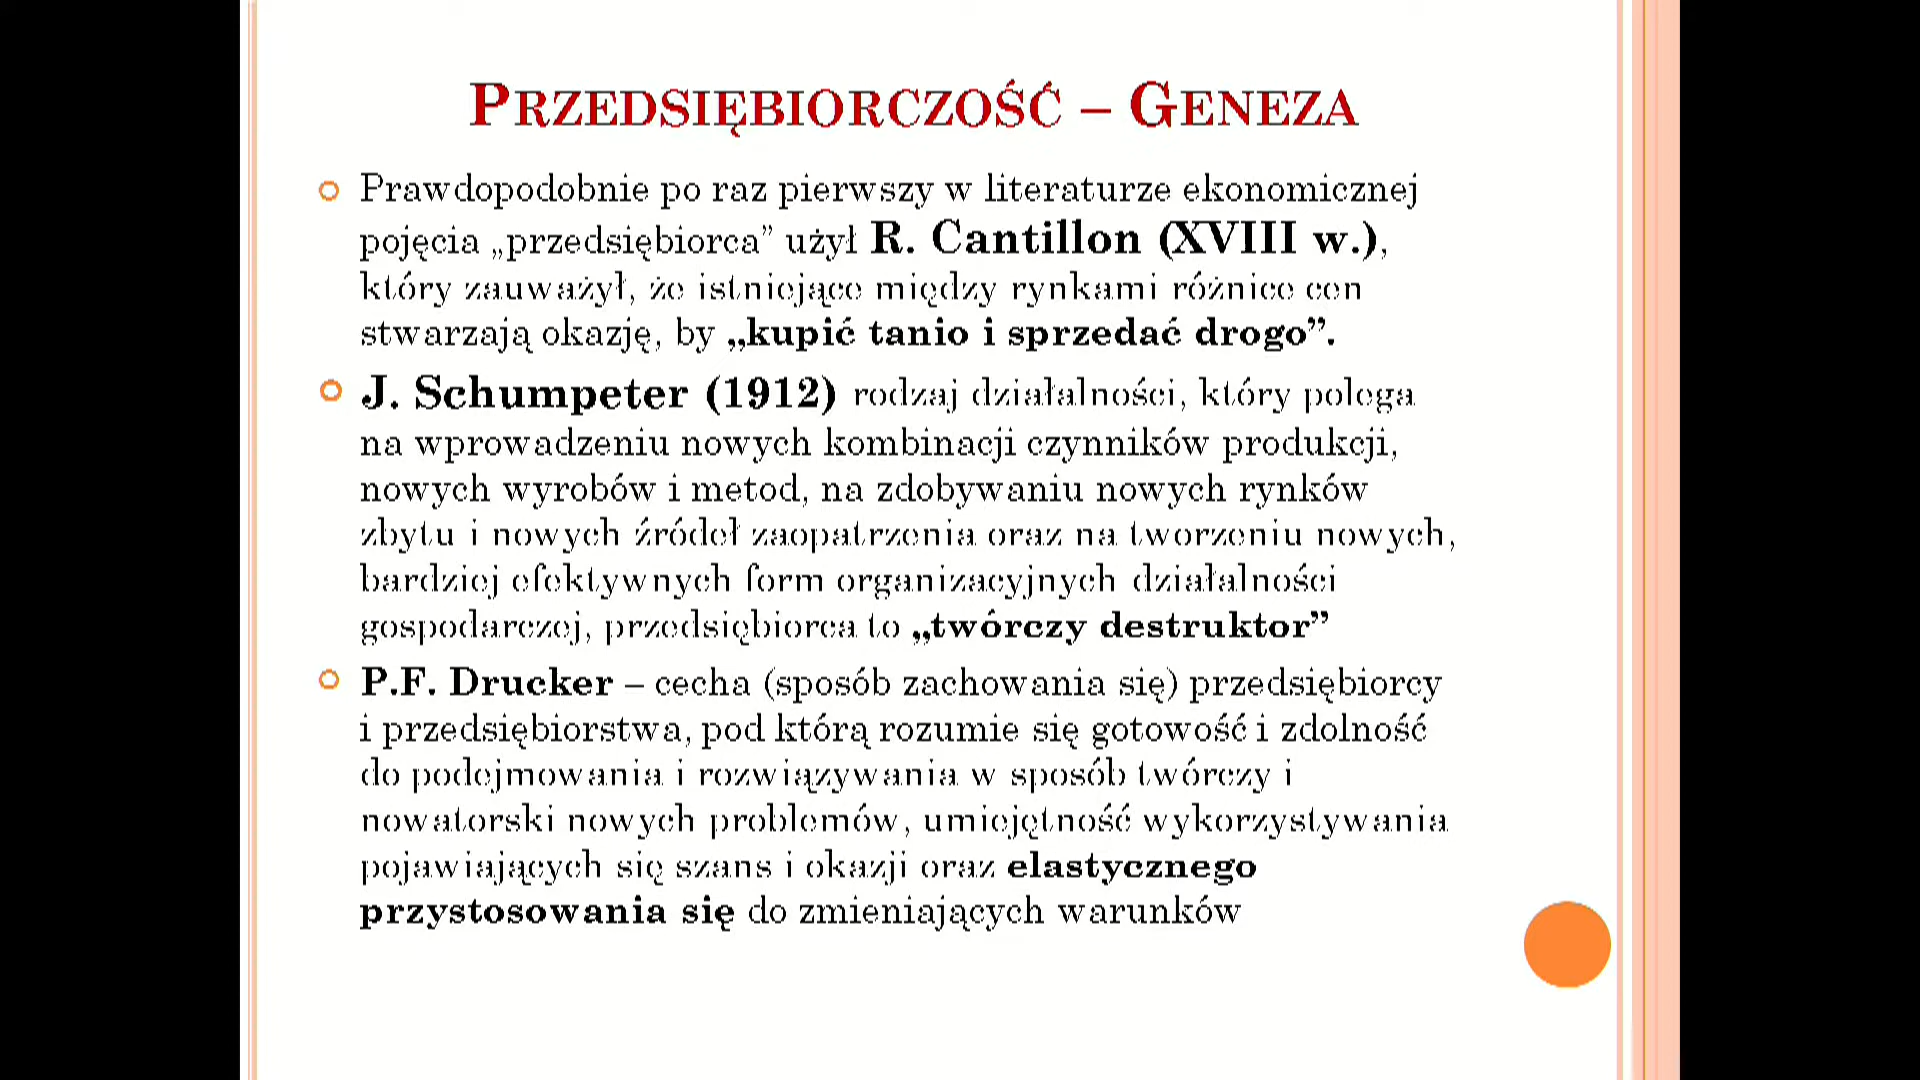 PRZEDSIĘBIORCZOŚĆ – GENEZA
Prawdopodobnie po raz pierwszy w literaturze ekonomicznej
pojęcia „przedsiębiorca” użył R. Cantillon (XVIII w.),
który zauważył, że istniejące między rynkami różnice cen
stwarzają okazję, by „kupić tanio i sprzedać drogo”.
J. Schumpeter (1912) rodzaj działalności, który polega
na wprowadzeniu nowych kombinacji czynników produkcji,
nowych wyrobów i metod, na zdobywaniu nowych rynków
zbytu i nowych źródeł zaopatrzenia oraz na tworzeniu nowych,
bardziej efektywnych form organizacyjnych działalności
gospodarczej, przedsiębiorca to „twórczy destruktor”
P.F. Drucker – cecha (sposób zachowania się) przedsiębiorcy
i przedsiębiorstwa, pod którą rozumie się gotowość i zdolność
do podejmowania i rozwiązywania w sposób twórczy i
nowatorski nowych problemów, umiejętność wykorzystywania
pojawiających się szans i okazji oraz elastycznego
przystosowania się do zmieniających warunków